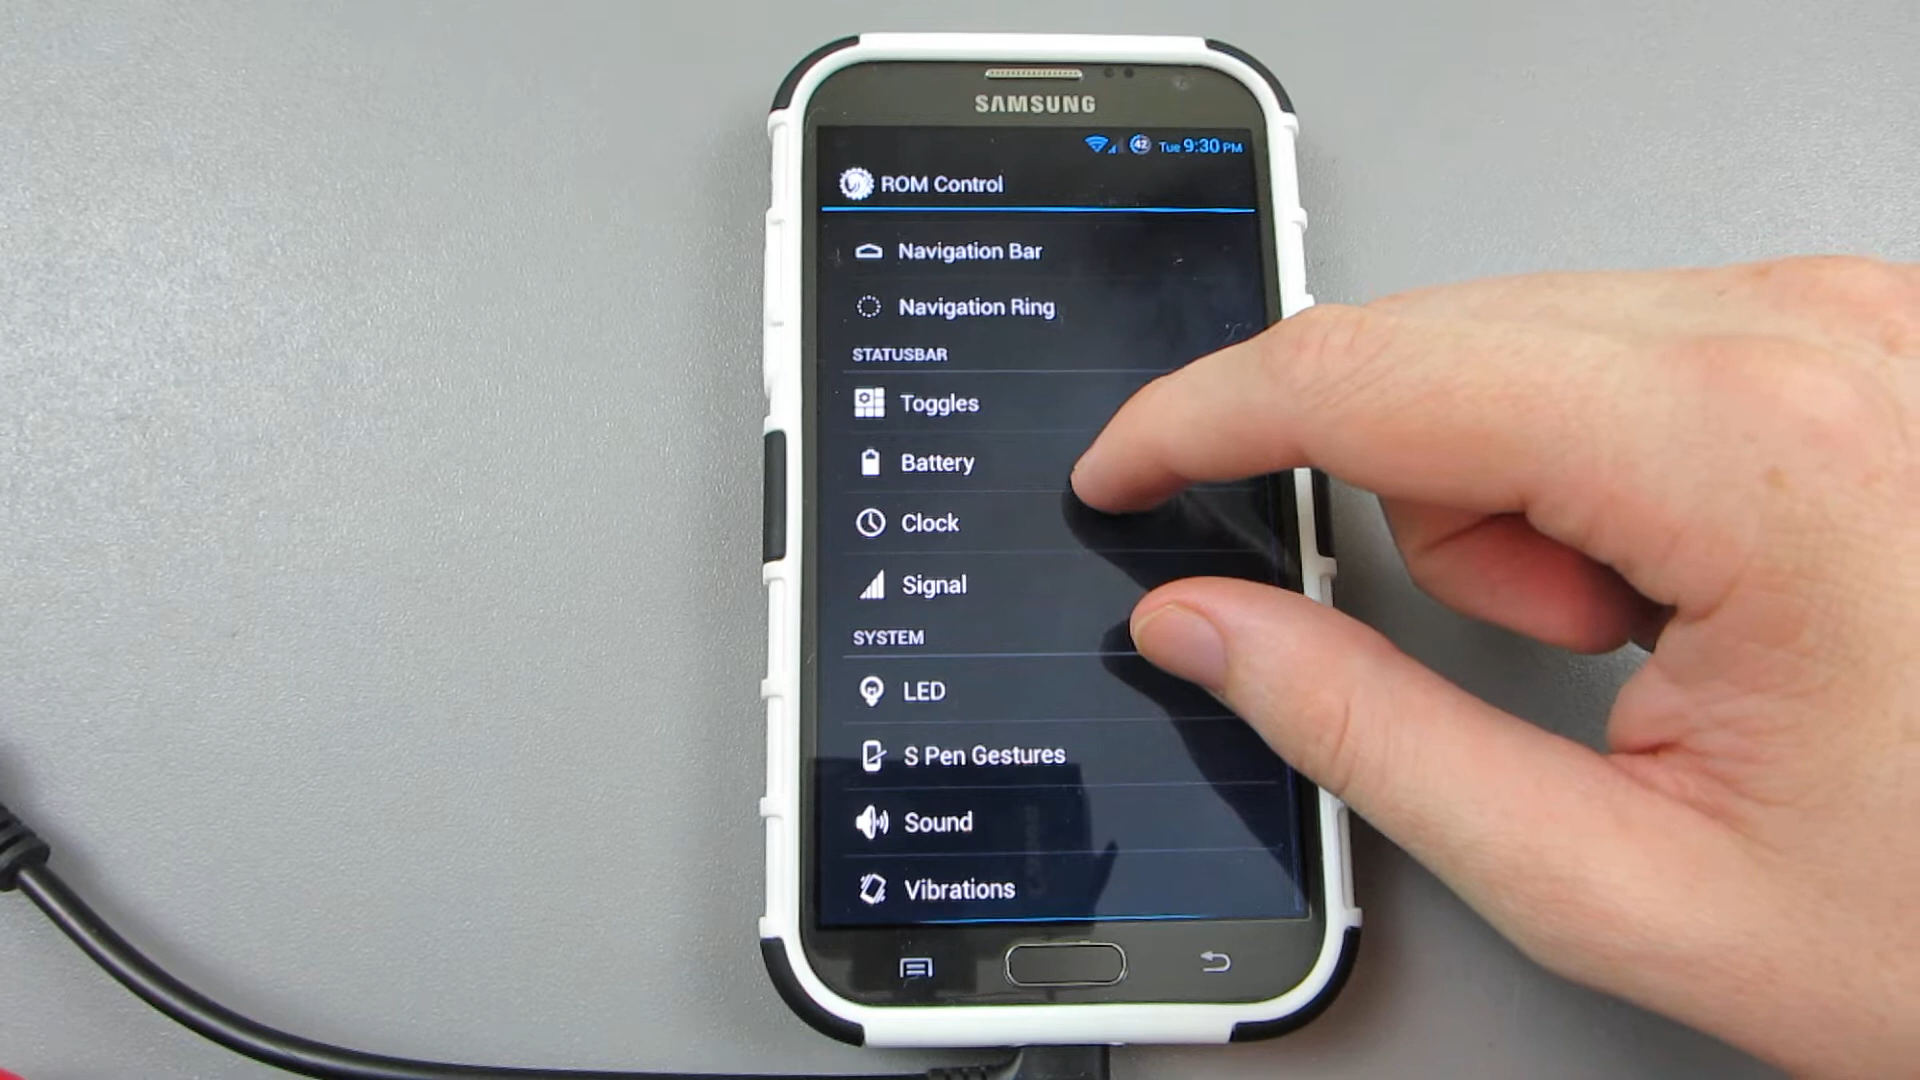 SAMSUNG
42 Tue 9:30 PM
ROM Control
Navigation Bar
Navigation Ring
STATUSBAR
Toggles
Battery
Clock
Signal
SYSTEM
LED
S Pen Gestures
Sound
Vibrations